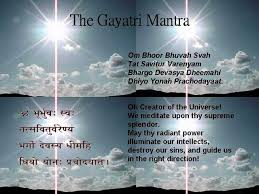 The Gayatri Mantra
Om Bhoor Bhuvah Svah
Tat Savitur Varenyam
Bhargo Devasya Dheemahi
Dhiyo Yonah Prachodayaat.
ॐ भूर्भुवः स्वः
तत्सवितुर्वरेण्यं
भर्गो देवस्य धीमहि
धियो योनः प्रचोदयात्।
Oh Creator of the Universe!
We meditate upon thy supreme
splendor.
May thy radiant power
illuminate our intellects,
destroy our sins, and guide us
in the right direction!